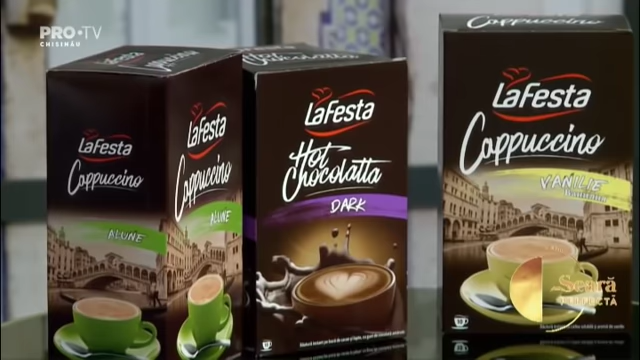 PRO•TV
CHIȘINĂU
LaFesta
Cappuccino
ALUNE
LaFesta
Cappuccino
ALUNE
LaFesta
Hot
Chocolatta
DARK
LaFesta
Cappuccino
VANILIE
Seară
PERFECTĂ